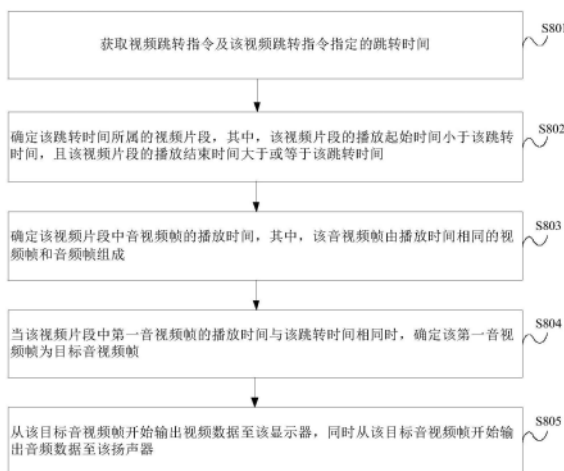 获取视频跳转指令及该视频跳转指令指定的跳转时间
S801
确定该跳转时间所属的视频片段，其中，该视频片段的播放起始时间小于该跳转
时间，且该视频片段的播放结束时间大于或等于该跳转时间
S802
确定该视频片段中音视频帧的播放时间，其中，该音视频帧由播放时间相同的视
频帧和音频帧组成
S803
当该视频片段中第一音视频帧的播放时间与该跳转时间相同时，确定该第一音视
频帧为目标音视频帧
S804
从该目标音视频帧开始输出视频数据至该显示器，同时从该目标音视频帧开始输
出音频数据至该扬声器
S805